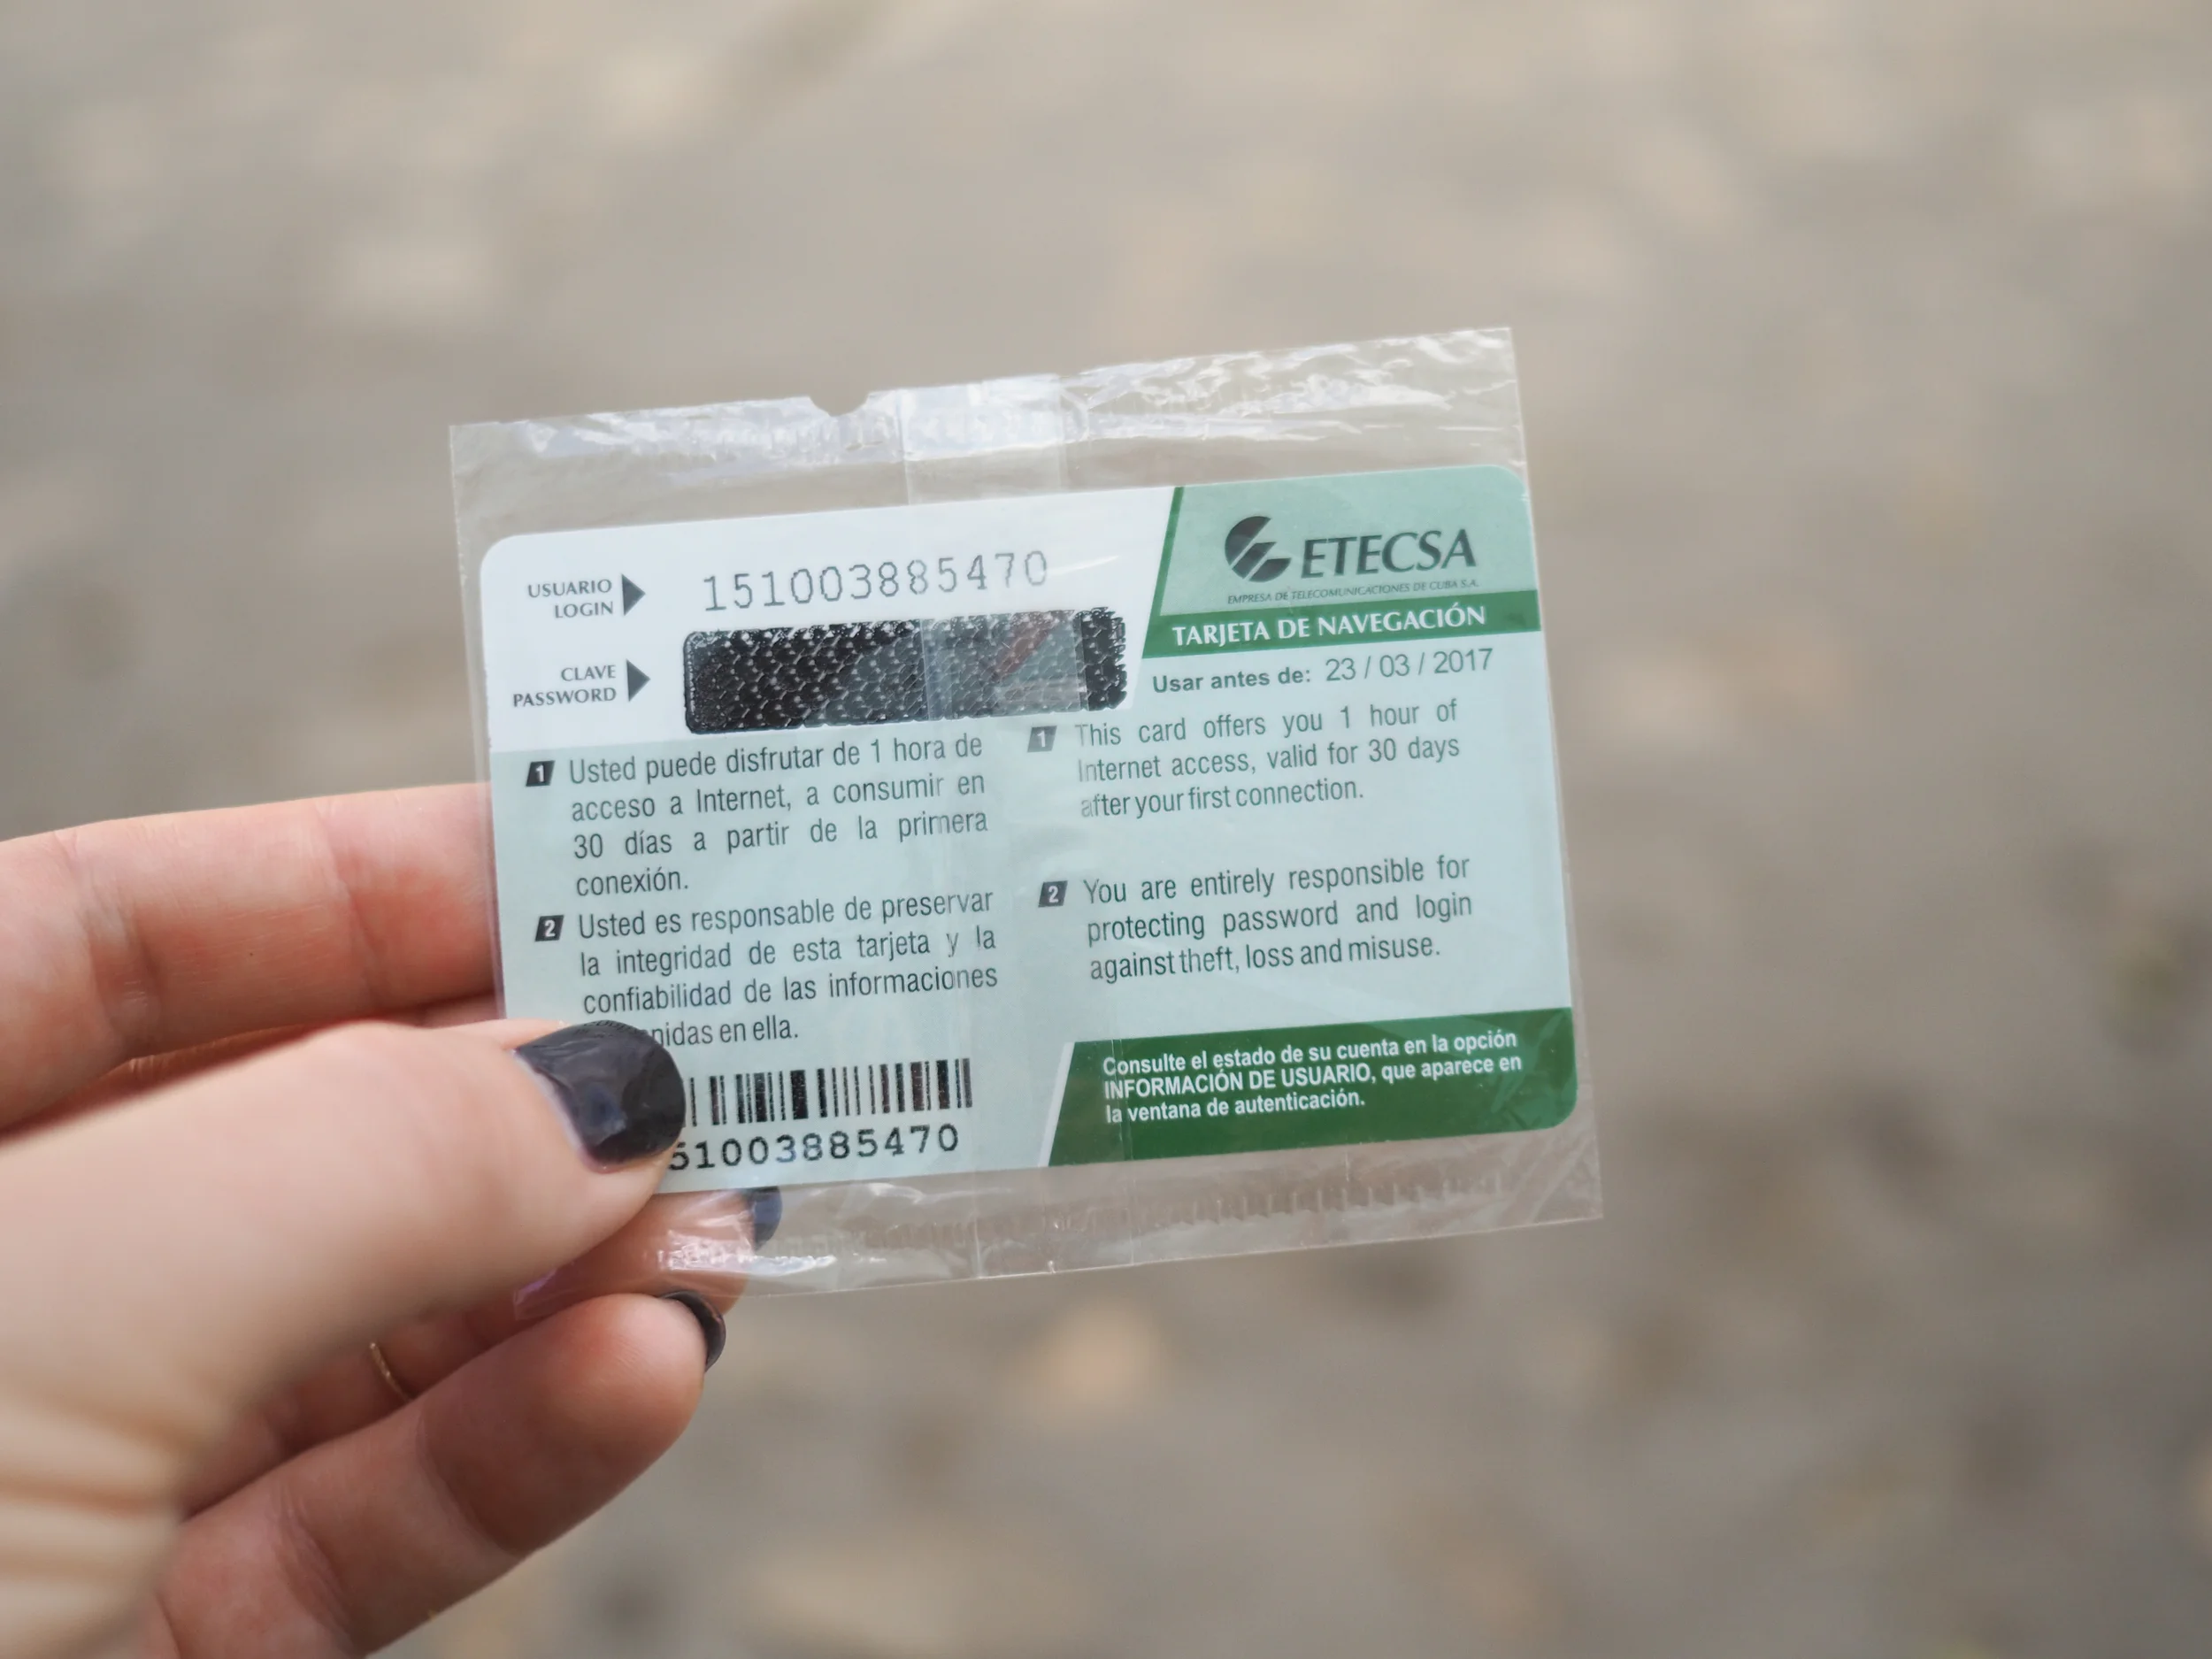 USUARIO
LOGIN
151003885470
CLAVE
PASSWORD
ETECSA
EMPRESA DE TELECOMUNICACIONES DE CUBA S.A.
TARJETA DE NAVEGACIÓN
Usar antes de: 23 / 03 / 2017
1 Usted puede disfrutar de 1 hora de
acceso a Internet, a consumir en
30 días a partir de la primera
conexión.
2 Usted es responsable de preservar
la integridad de esta tarjeta y la
confiabilidad de las informaciones
nidas en ella.
51003885470
1 This card offers you 1 hour of
Internet access, valid for 30 days
after your first connection.
2 You are entirely responsible for
protecting password and login
against theft, loss and misuse.
Consulte el estado de su cuenta en la opción
INFORMACIÓN DE USUARIO, que aparece en
la ventana de autenticación.